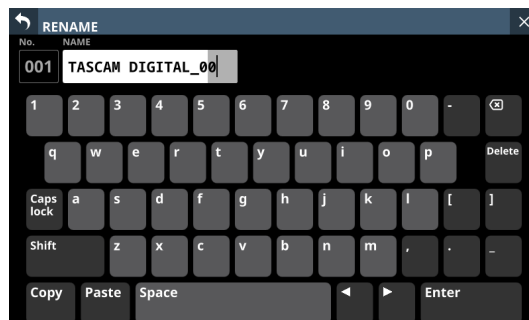 RENAME
No. NAME
001 TASCAM DIGITAL_00
1 2 3 4 5 6 7 8 9 0 -
q w e r t y u i o p Delete
Caps lock a s d f g h j k l [ ]
Shift z x c v b n m , . _
Copy Paste Space Enter